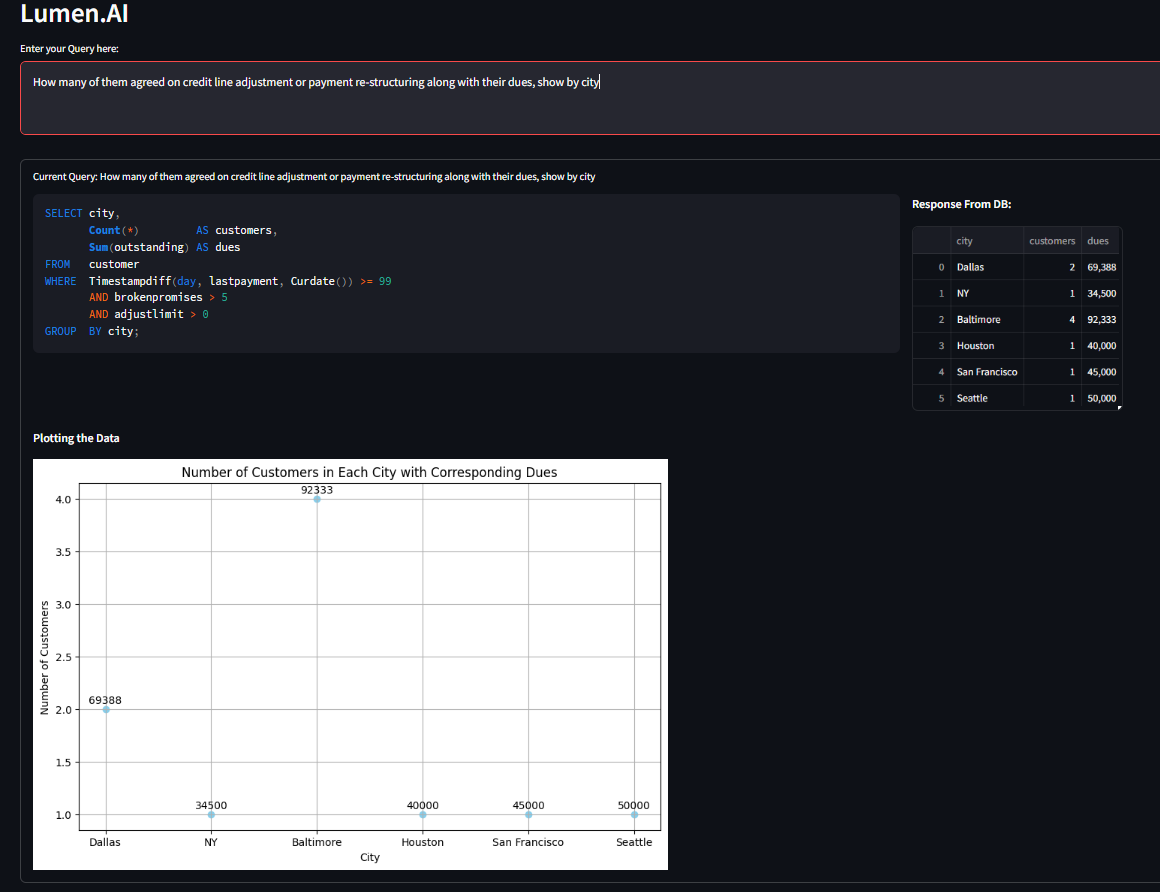 Lumen.AI
Enter your Query here:
How many of them agreed on credit line adjustment or payment re-structuring along with their dues, show by city
Current Query: How many of them agreed on credit line adjustment or payment re-structuring along with their dues, show by city
SELECT city,
Count(*) AS customers,
Sum(outstanding) AS dues
FROM customer
WHERE Timestampdiff(day, lastpayment, Curdate()) >= 99
AND brokenpromises > 5
AND adjustlimit > 0
GROUP BY city;
Response From DB:
city customers dues
0 Dallas 2 69,388
1 NY 1 34,500
2 Baltimore 4 92,333
3 Houston 1 40,000
4 San Francisco 1 45,000
5 Seattle 1 50,000
Plotting the Data
Number of Customers in Each City with Corresponding Dues
92333
4.0
3.5
3.0
2.5
Number of Customers
69388
2.0
1.5
34500 40000 45000 50000
1.0
Dallas NY Baltimore Houston San Francisco Seattle
City